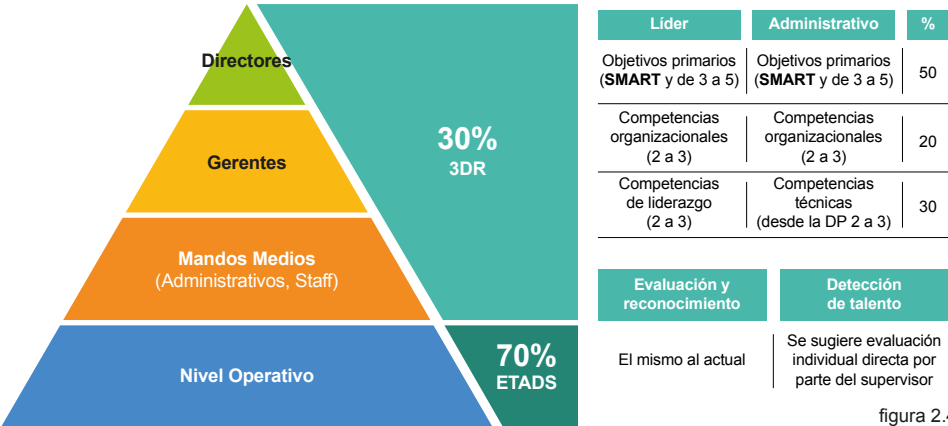 Directores
Gerentes
Mandos Medios
(Administrativos, Staff)
Nivel Operativo
30%
3DR
70%
ETADS
Líder Administrativo %
Objetivos primarios Objetivos primarios
(SMART y de 3 a 5) (SMART y de 3 a 5) 50
Competencias Competencias
organizacionales organizacionales 20
(2 a 3) (2 a 3)
Competencias Competencias
de liderazgo técnicas 30
(2 a 3) (desde la DP 2 a 3)
Evaluación y Detección
reconocimiento de talento
El mismo al actual
Se sugiere evaluación
individual directa por
parte del supervisor
figura 2.4